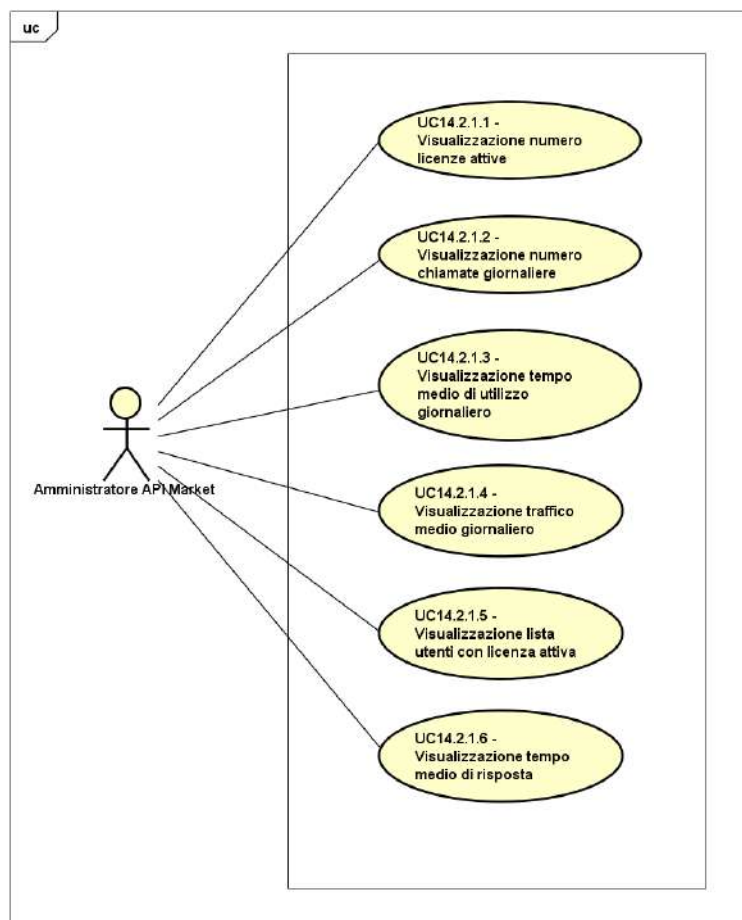 uc
UC14.2.1.1 -
Visualizzazione numero
licenze attive
UC14.2.1.2 -
Visualizzazione numero
chiamate giornaliere
UC14.2.1.3 -
Visualizzazione tempo
medio di utilizzo
giornaliero
Amministratore API Market
UC14.2.1.4 -
Visualizzazione traffico
medio giornaliero
UC14.2.1.5 -
Visualizzazione lista
utenti con licenza attiva
UC14.2.1.6 -
Visualizzazione tempo
medio di risposta